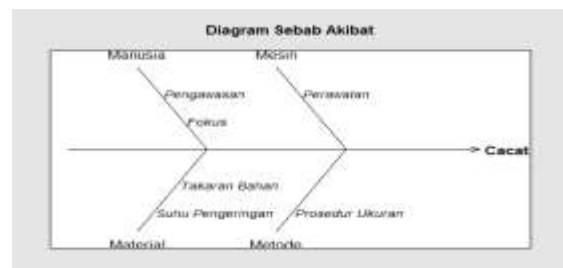 Diagram Sebab Akibat
Manusia
Mesin
Pengawasan
Perawatan
Fokus
Cacat
Takaran Bahan
Suhu Pengeringan
Prosedur Ukuran
Material
Metode